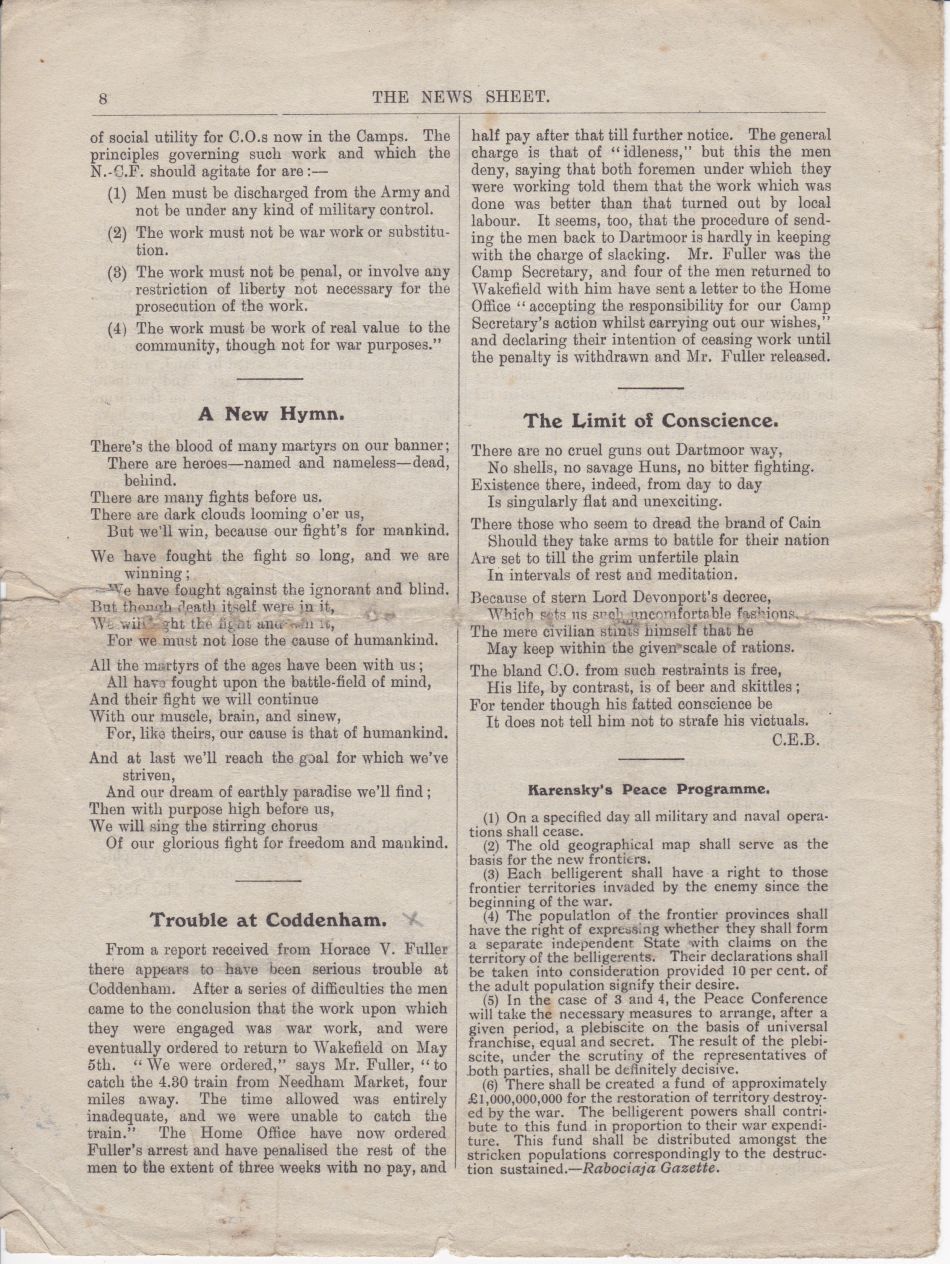 8
THE NEWS SHEET.
of social utility for C.O.s now in the Camps. The
principles governing such work and which the
N.-C.F. should agitate for are :—
(1) Men must be discharged from the Army and
not be under any kind of military control.
(2) The work must not be war work or substitu-
tion.
(3) The work must not be penal, or involve any
restriction of liberty not necessary for the
prosecution of the work.
(4) The work must be work of real value to the
community, though not for war purposes."
A New Hymn.
There's the blood of many martyrs on our banner;
There are heroes—named and nameless—dead,
behind.
There are many fights before us.
There are dark clouds looming o'er us,
But we'll win, because our fight's for mankind.
We have fought the fight so long, and we are
winning;
We have fought against the ignorant and blind.
But though death itself were in it,
We will fight the fight and win it,
For we must not lose the cause of humankind.
All the martyrs of the ages have been with us;
All have fought upon the battle-field of mind,
And their fight we will continue
With our muscle, brain, and sinew,
For, like theirs, our cause is that of humankind.
And at last we'll reach the goal for which we've
striven,
And our dream of earthly paradise we'll find;
Then with purpose high before us,
We will sing the stirring chorus
Of our glorious fight for freedom and mankind.
Trouble at Coddenham. ×
From a report received from Horace V. Fuller
there appears to have been serious trouble at
Coddenham. After a series of difficulties the men
came to the conclusion that the work upon which
they were engaged was war work, and were
eventually ordered to return to Wakefield on May
5th. "We were ordered," says Mr. Fuller, "to
catch the 4.30 train from Needham Market, four
miles away. The time allowed was entirely
inadequate, and we were unable to catch the
train." The Home Office have now ordered
Fuller's arrest and have penalised the rest of the
men to the extent of three weeks with no pay, and
half pay after that till further notice. The general
charge is that of "idleness," but this the men
deny, saying that both foremen under which they
were working told them that the work which was
done was better than that turned out by local
labour. It seems, too, that the procedure of send-
ing the men back to Dartmoor is hardly in keeping
with the charge of slacking. Mr. Fuller was the
Camp Secretary, and four of the men returned to
Wakefield with him have sent a letter to the Home
Office "accepting the responsibility for our Camp
Secretary's action whilst carrying out our wishes,"
and declaring their intention of ceasing work until
the penalty is withdrawn and Mr. Fuller released.
The Limit of Conscience.
There are no cruel guns out Dartmoor way,
No shells, no savage Huns, no bitter fighting.
Existence there, indeed, from day to day
Is singularly flat and unexciting.
There those who seem to dread the brand of Cain
Should they take arms to battle for their nation
Are set to till the grim unfertile plain
In intervals of rest and meditation.
Because of stern Lord Devonport's decree,
Which sets us such uncomfortable fashions,
The mere civilian stints himself that he
May keep within the given scale of rations.
The bland C.O. from such restraints is free,
His life, by contrast, is of beer and skittles;
For tender though his fatted conscience be
It does not tell him not to strafe his victuals.
C.E.B.
Karensky's Peace Programme.
(1) On a specified day all military and naval opera-
tions shall cease.
(2) The old geographical map shall serve as the
basis for the new frontiers.
(3) Each belligerent shall have a right to those
frontier territories invaded by the enemy since the
beginning of the war.
(4) The population of the frontier provinces shall
have the right of expressing whether they shall form
a separate independent State with claims on the
territory of the belligerents. Their declarations shall
be taken into consideration provided 10 per cent. of
the adult population signify their desire.
(5) In the case of 3 and 4, the Peace Conference
will take the necessary measures to arrange, after a
given period, a plebiscite on the basis of universal
franchise, equal and secret. The result of the plebi-
scite, under the scrutiny of the representatives of
both parties, shall be definitely decisive.
(6) There shall be created a fund of approximately
£1,000,000,000 for the restoration of territory destroy-
ed by the war. The belligerent powers shall contri-
bute to this fund in proportion to their war expendi-
ture. This fund shall be distributed amongst the
stricken populations correspondingly to the destruc-
tion sustained.—Rabociaja Gazette.